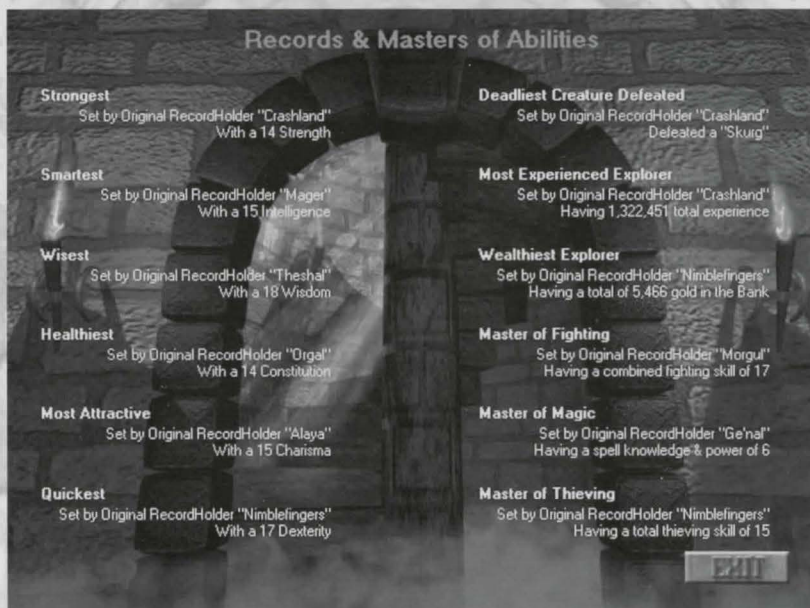 Records & Masters of Abilities
Strongest
Set by Original RecordHolder "Crashland"
With a 14 Strength
Smartest
Set by Original RecordHolder "Mager"
With a 15 Intelligence
Wisest
Set by Original RecordHolder "Theshal"
With a 18 Wisdom
Healthiest
Set by Original RecordHolder "Orgal"
With a 14 Constitution
Most Attractive
Set by Original RecordHolder "Alaya"
With a 15 Charisma
Quickest
Set by Original RecordHolder "Nimblefingers"
With a 17 Dexterity
Deadliest Creature Defeated
Set by Original RecordHolder "Crashland"
Defeated a "Skurg"
Most Experienced Explorer
Set by Original RecordHolder "Crashland"
Having 1,322,451 total experience
Wealthiest Explorer
Set by Original RecordHolder "Nimblefingers"
Having a total of 5,466 gold in the Bank
Master of Fighting
Set by Original RecordHolder "Morgul"
Having a combined fighting skill of 17
Master of Magic
Set by Original RecordHolder "Ge'nal"
Having a spell knowledge & power of 6
Master of Thieving
Set by Original RecordHolder "Nimblefingers"
Having a total thieving skill of 15
EXIT